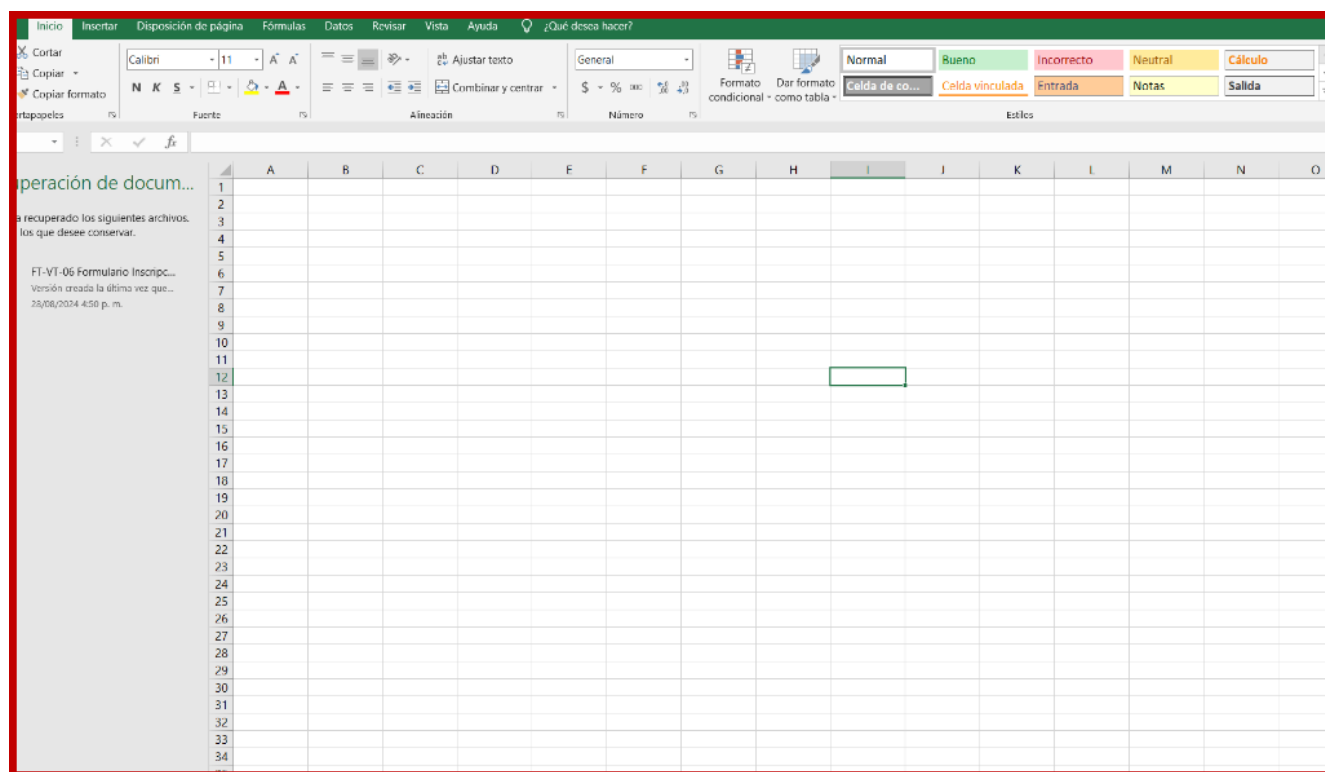 Inicio Insertar Disposición de página Fórmulas Datos Revisar Vista Ayuda ¿Qué desea hacer?
Cortar
Copiar
Copiar formato
Calibri 11 A A
N K S A
Ajustar texto
Combinar y centrar
General
$ % 000
Formato condicional
Dar formato como tabla
Normal Bueno Incorrecto Neutral Cálculo
Celda de co... Celda vinculada Entrada Notas Salida
rtapapeles Fuente Alineación Número Estilos
fx
A B C D E F G H I J K L M N O
peración de docum...
a recuperado los siguientes archivos.
los que desee conservar.
FT-VT-06 Formulario Inscripc...
Versión creada la última vez que...
28/08/2024 4:50 p. m.
1
2
3
4
5
6
7
8
9
10
11
12
13
14
15
16
17
18
19
20
21
22
23
24
25
26
27
28
29
30
31
32
33
34